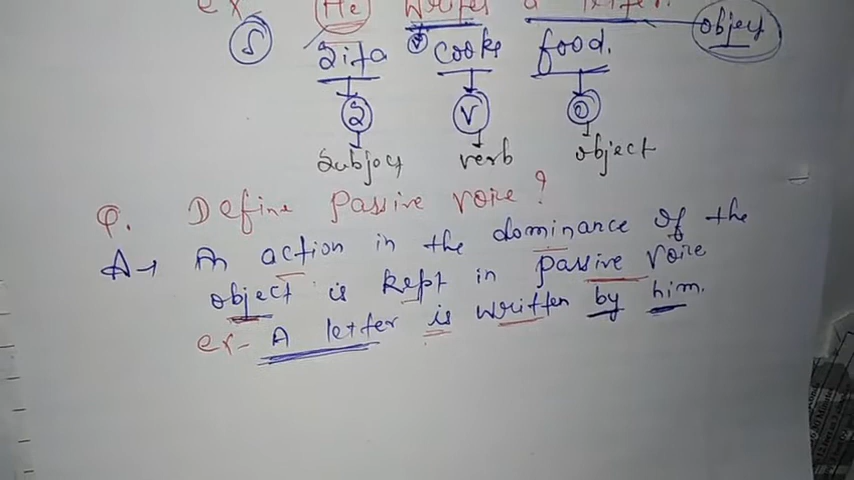 ex He writes a letter.
S object
Sita V cooks food.
S V O
Subject verb object
Q. Define passive voice?
A→ An action in the dominance of the
object is kept in passive voice
ex- A letter is written by him.